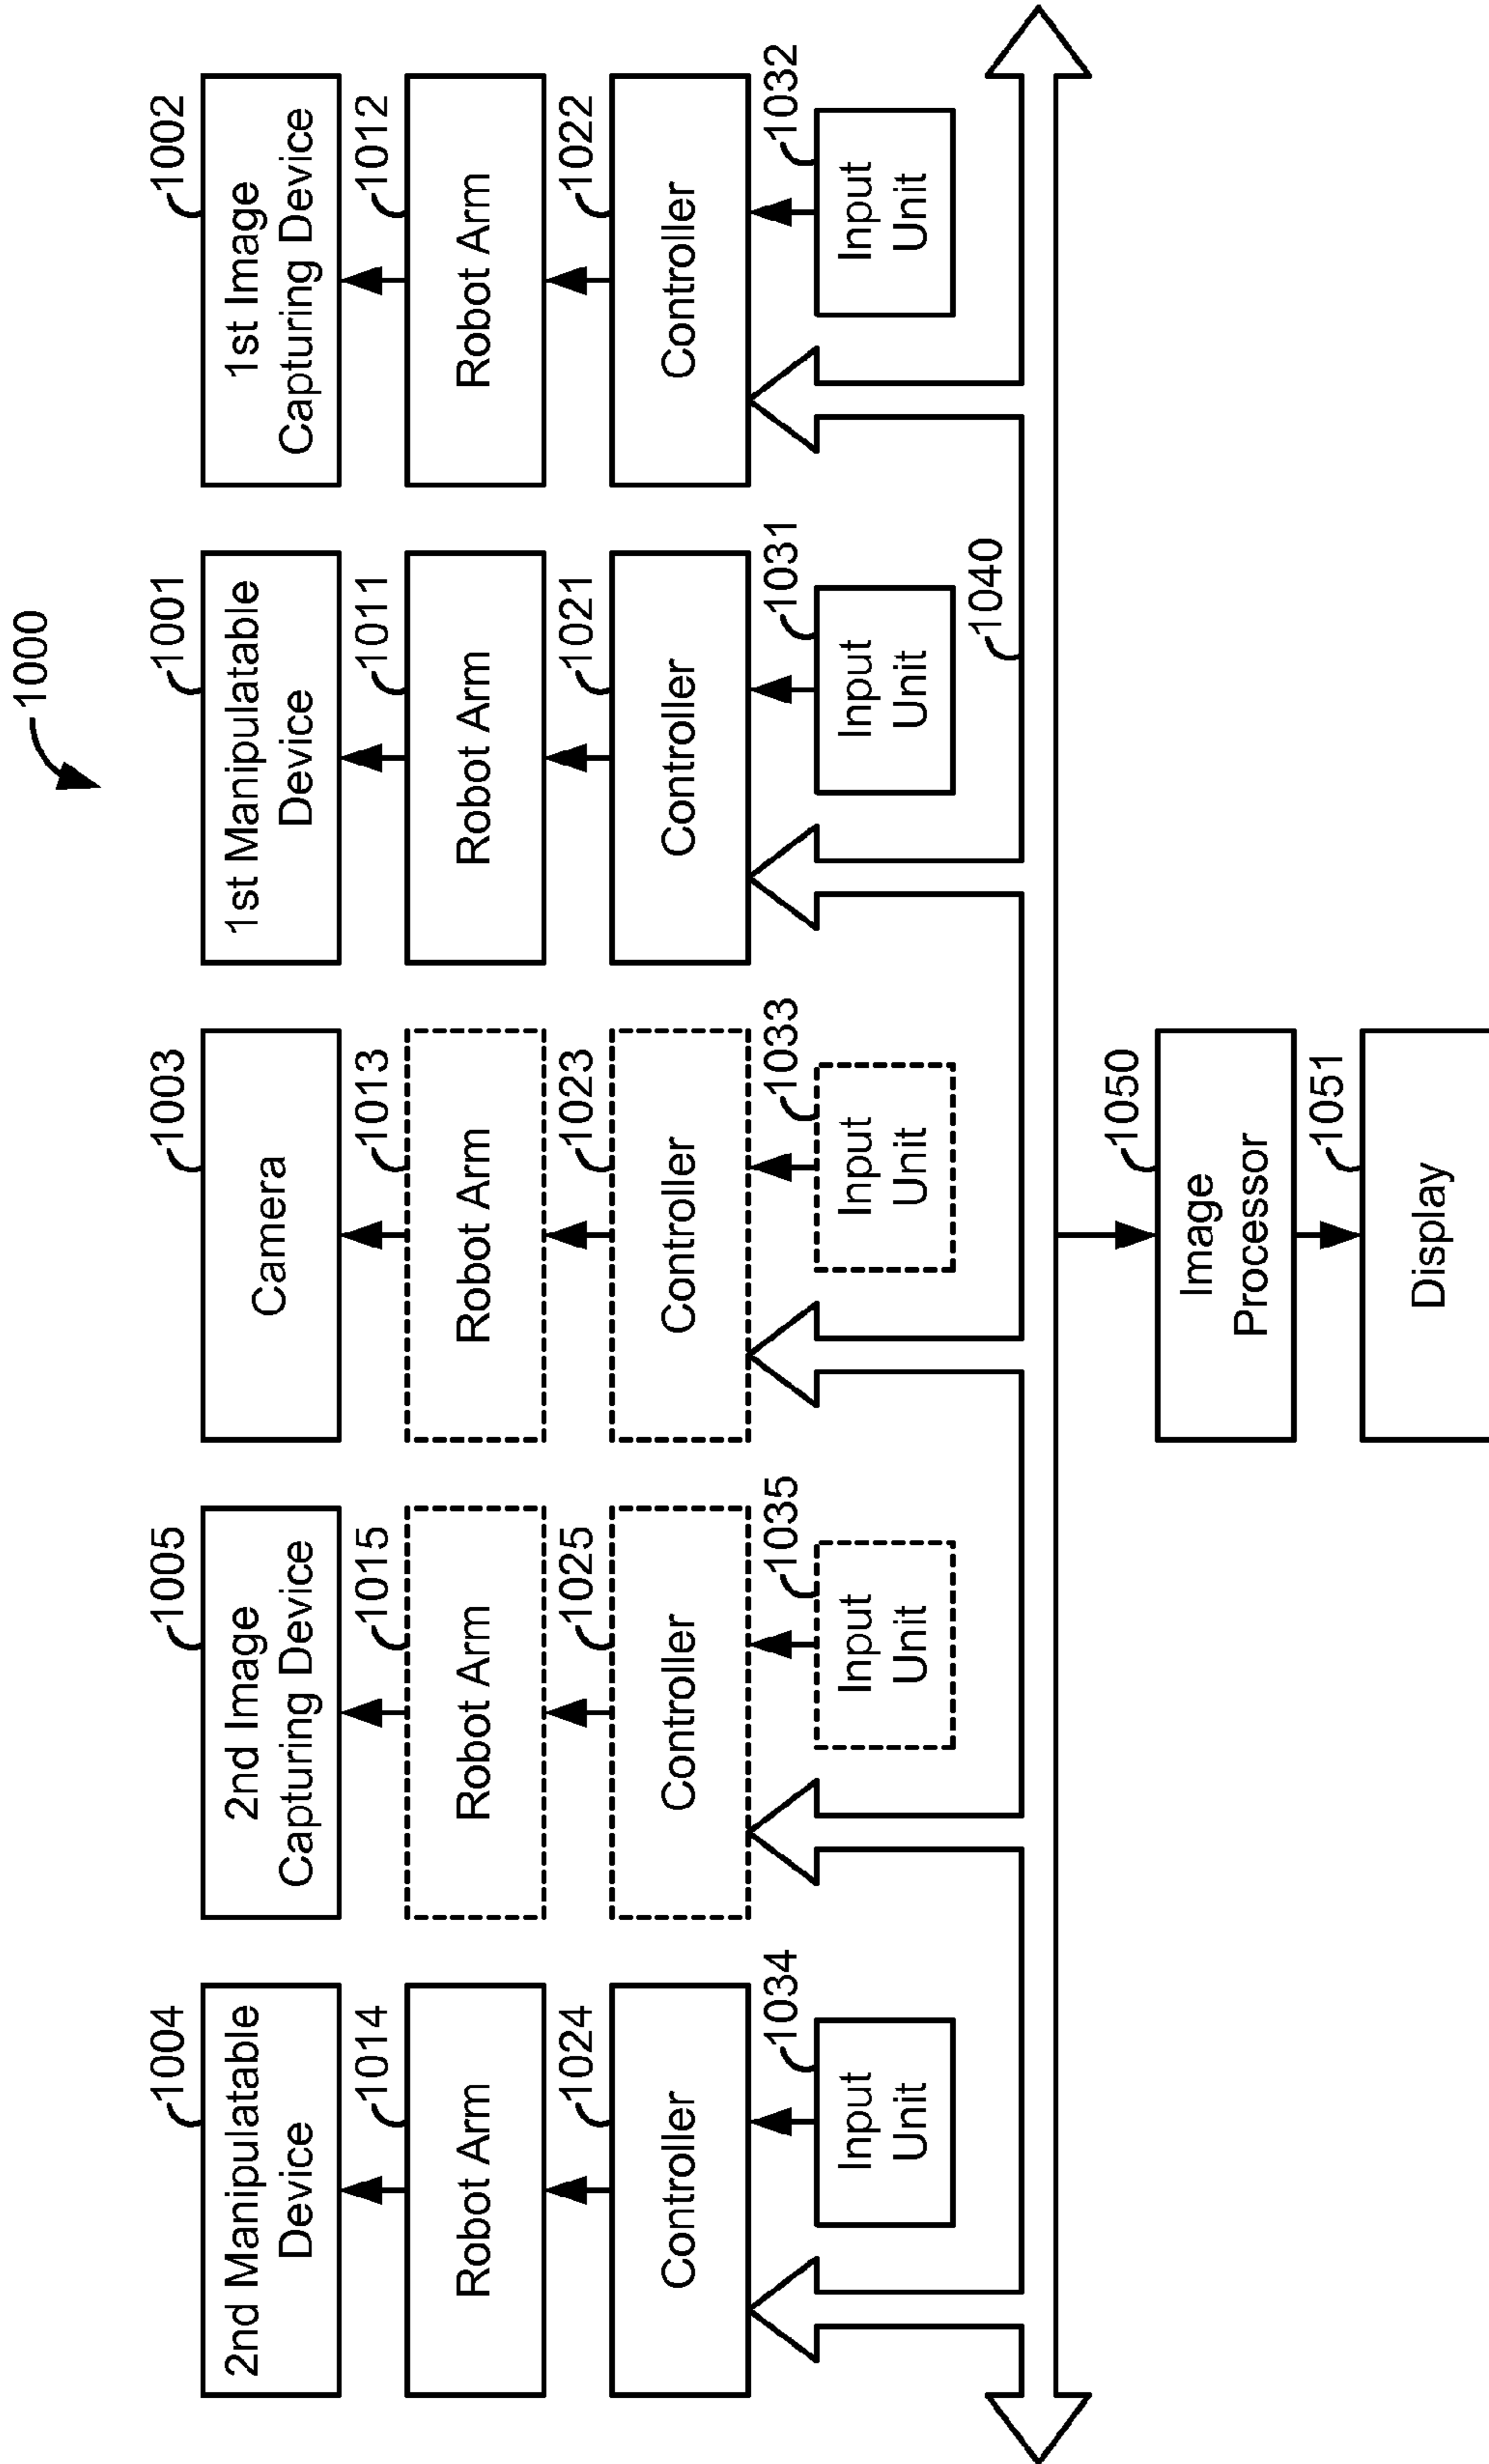 1000
1004
1005
1003
1001
1002
2nd Manipulatable
Device
2nd Image
Capturing Device
Camera
1st Manipulatable
Device
1st Image
Capturing Device
1014
1015
1013
1011
1012
Robot Arm
Robot Arm
Robot Arm
Robot Arm
Robot Arm
1024
1025
1023
1021
1022
Controller
Controller
Controller
Controller
Controller
1034
1035
1033
1031
1032
Input
Unit
Input
Unit
Input
Unit
Input
Unit
Input
Unit
1040
1050
Image
Processor
1051
Display